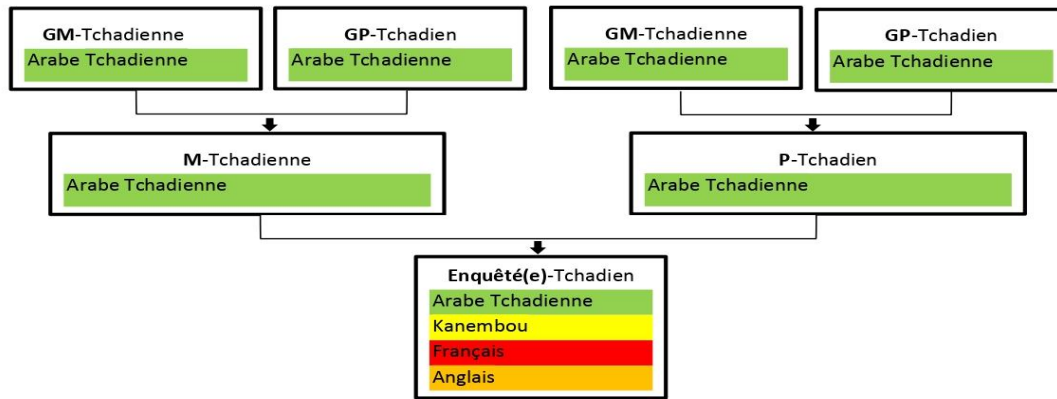 GM-Tchadienne
Arabe Tchadienne
GP-Tchadien
Arabe Tchadienne
GM-Tchadienne
Arabe Tchadienne
GP-Tchadien
Arabe Tchadienne
M-Tchadienne
Arabe Tchadienne
P-Tchadien
Arabe Tchadienne
Enquêté(e)-Tchadien
Arabe Tchadienne
Kanembou
Français
Anglais